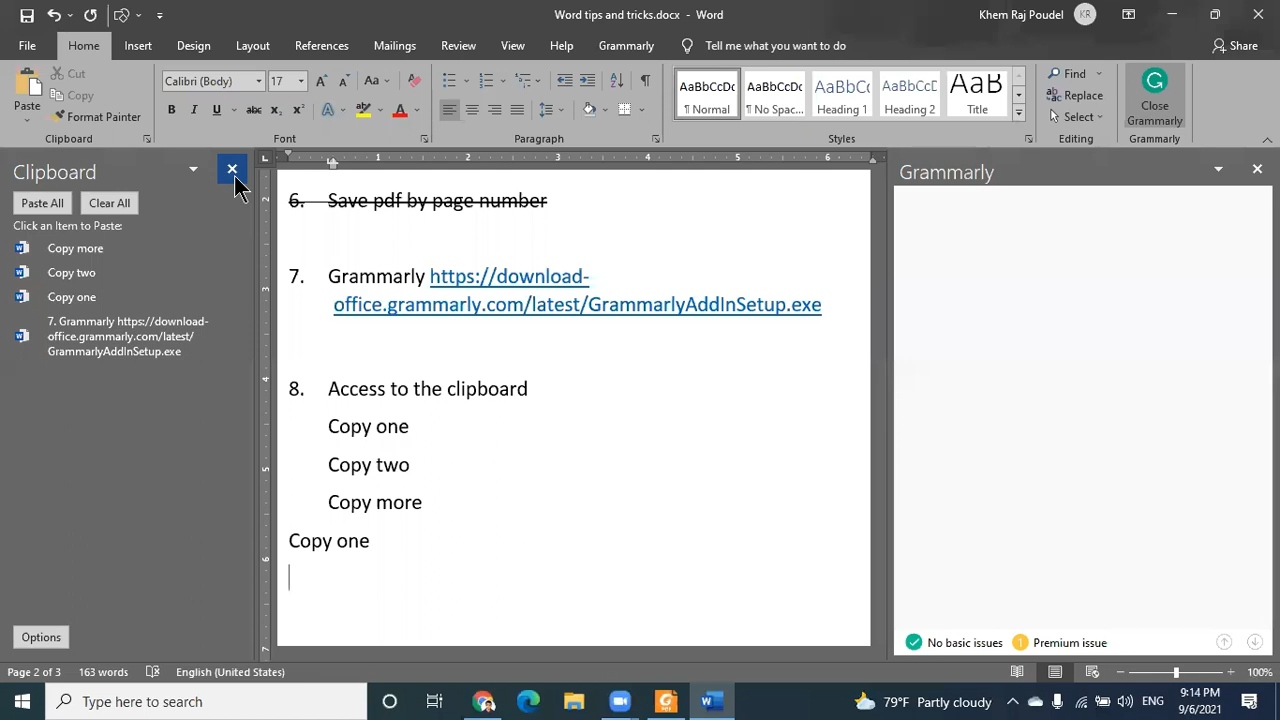 Word tips and tricks.docx - Word
Khem Raj Poudel
KR
File
Home
Insert
Design
Layout
References
Mailings
Review
View
Help
Grammarly
Tell me what you want to do
Share
Paste
Cut
Copy
Format Painter
Clipboard
Calibri (Body)
17
Font
Paragraph
AaBbCcDc
¶ Normal
AaBbCcDc
¶ No Spac...
AaBbCc
Heading 1
AaBbCcD
Heading 2
AaB
Title
Styles
Find
Replace
Select
Editing
Close
Grammarly
Grammarly
Clipboard
Paste All
Clear All
Click an Item to Paste:
Copy more
Copy two
Copy one
7. Grammarly https://download-
office.grammarly.com/latest/
GrammarlyAddInSetup.exe
Options
6. Save pdf by page number
7. Grammarly https://download-
office.grammarly.com/latest/GrammarlyAddInSetup.exe
8. Access to the clipboard
Copy one
Copy two
Copy more
Copy one
Grammarly
No basic issues
1 Premium issue
Page 2 of 3
163 words
English (United States)
100%
Type here to search
79°F Partly cloudy
ENG
9:14 PM
9/6/2021